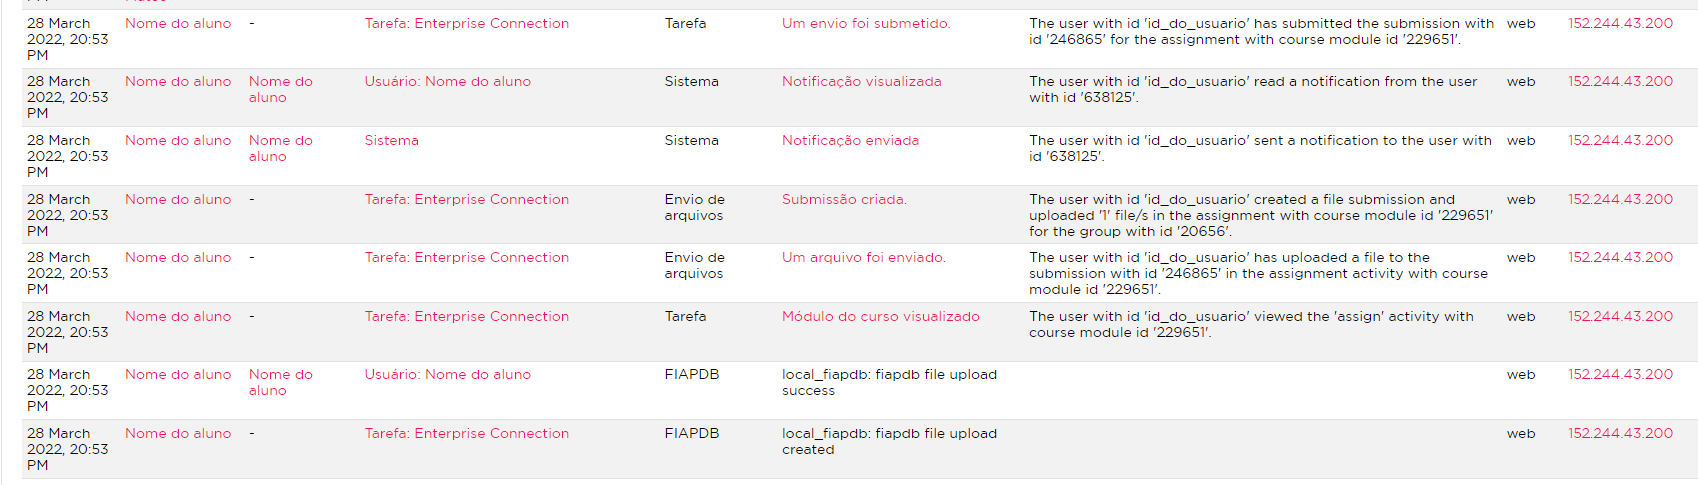 28 March Nome do aluno - Tarefa: Enterprise Connection Tarefa Um envio foi submetido. The user with id 'id_do_usuario' has submitted the submission with web 152.244.43.200
2022, 20:53 id '246865' for the assignment with course module id '229651'.
PM
28 March Nome do aluno Nome do Usuário: Nome do aluno Sistema Notificação visualizada The user with id 'id_do_usuario' read a notification from the user web 152.244.43.200
2022, 20:53 aluno with id '638125'.
PM
28 March Nome do aluno Nome do Sistema Sistema Notificação enviada The user with id 'id_do_usuario' sent a notification to the user with web 152.244.43.200
2022, 20:53 aluno id '638125'.
PM
28 March Nome do aluno - Tarefa: Enterprise Connection Envio de Submissão criada. The user with id 'id_do_usuario' created a file submission and web 152.244.43.200
2022, 20:53 arquivos uploaded '1' file/s in the assignment with course module id '229651'
PM for the group with id '20656'.
28 March Nome do aluno - Tarefa: Enterprise Connection Envio de Um arquivo foi enviado. The user with id 'id_do_usuario' has uploaded a file to the web 152.244.43.200
2022, 20:53 arquivos submission with id '246865' in the assignment activity with course
PM module id '229651'.
28 March Nome do aluno - Tarefa: Enterprise Connection Tarefa Módulo do curso visualizado The user with id 'id_do_usuario' viewed the 'assign' activity with web 152.244.43.200
2022, 20:53 course module id '229651'.
PM
28 March Nome do aluno Nome do Usuário: Nome do aluno FIAPDB local_fiapdb: fiapdb file upload web 152.244.43.200
2022, 20:53 aluno success
PM
28 March Nome do aluno - Tarefa: Enterprise Connection FIAPDB local_fiapdb: fiapdb file upload web 152.244.43.200
2022, 20:53 created
PM